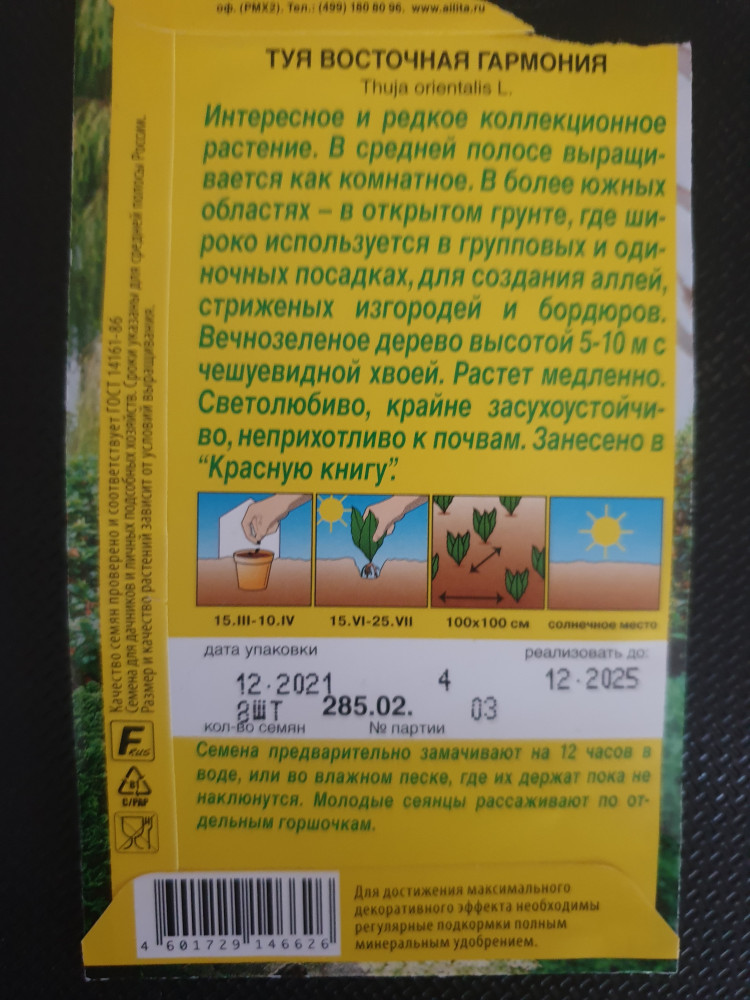 оф. (РМХ2). Тел.: (499) 180 80 96. www.ailita.ru
ТУЯ ВОСТОЧНАЯ ГАРМОНИЯ
Thuja orientalis L.
Интересное и редкое коллекционное
растение. В средней полосе выращи-
вается как комнатное. В более южных
областях – в открытом грунте, где ши-
роко используется в групповых и оди-
ночных посадках, для создания аллей,
стриженых изгородей и бордюров.
Вечнозеленое дерево высотой 5-10 м с
чешуевидной хвоей. Растет медленно.
Светолюбиво, крайне засухоустойчи-
во, неприхотливо к почвам. Занесено в
“Красную книгу”.
15.III-10.IV
15.VI-25.VII
100х100 см
солнечное место
дата упаковки
реализовать до:
12.2021
4
12.2025
8ШТ
285.02.
03
кол-во семян
№ партии
Семена предварительно замачивают на 12 часов в
воде, или во влажном песке, где их держат пока не
наклюнутся. Молодые сеянцы рассаживают по от-
дельным горшочкам.
Для достижения максимального
декоративного эффекта необходимы
регулярные подкормки полным
минеральным удобрением.
4 601729 146626
Качество семян проверено и соответствует ГОСТ 14161-86
Семена для дачников и личных подсобных хозяйств. Сроки указаны для средней полосы России.
Размер и качество растений зависит от условий выращивания.
F
81
C/PAP